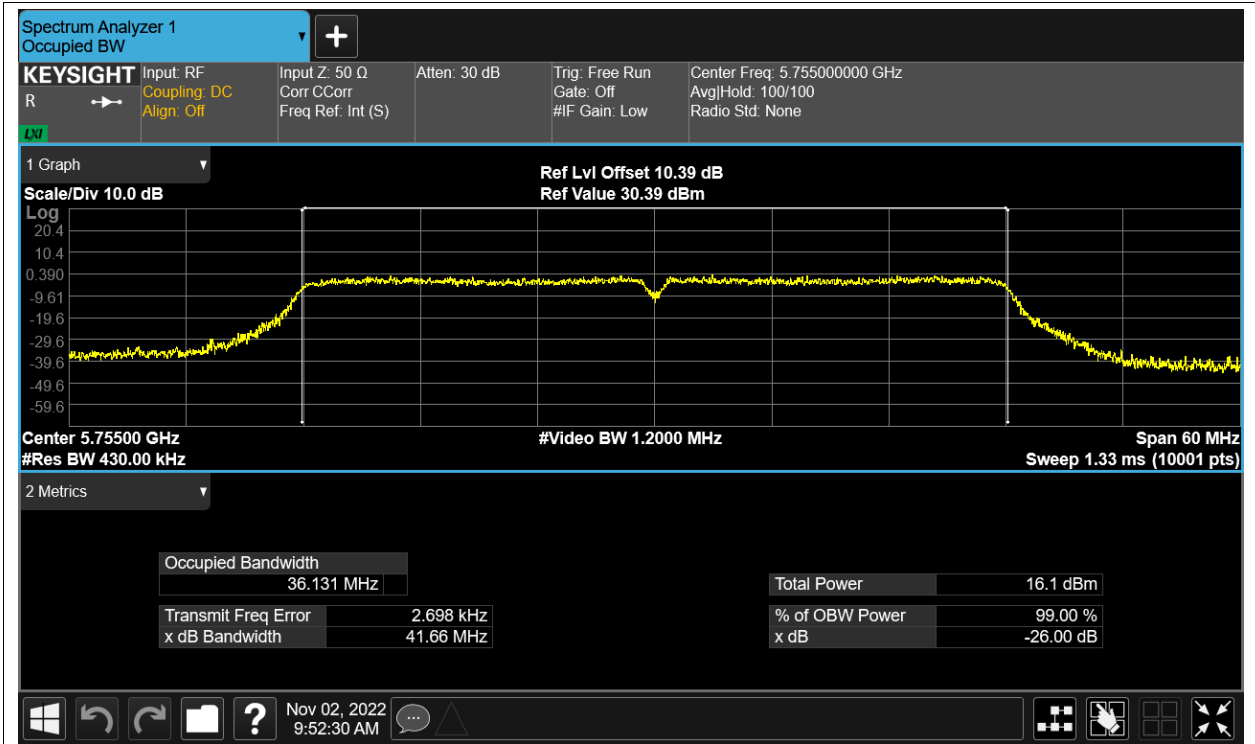 Spectrum Analyzer 1
Occupied BW
KEYSIGHT
R
LXI
Input: RF
Coupling: DC
Align: Off
Input Z: 50 Ω
Corr CCorr
Freq Ref: Int (S)
Atten: 30 dB
Trig: Free Run
Gate: Off
#IF Gain: Low
Center Freq: 5.755000000 GHz
Avg|Hold: 100/100
Radio Std: None
1 Graph
Scale/Div 10.0 dB
Ref Lvl Offset 10.39 dB
Ref Value 30.39 dBm
Log
20.4
10.4
0.390
-9.61
-19.6
-29.6
-39.6
-49.6
-59.6
Center 5.75500 GHz
#Video BW 1.2000 MHz
Span 60 MHz
#Res BW 430.00 kHz
Sweep 1.33 ms (10001 pts)
2 Metrics
Occupied Bandwidth
36.131 MHz
Total Power 16.1 dBm
Transmit Freq Error 2.698 kHz
% of OBW Power 99.00 %
x dB Bandwidth 41.66 MHz
x dB -26.00 dB
?
Nov 02, 2022
9:52:30 AM